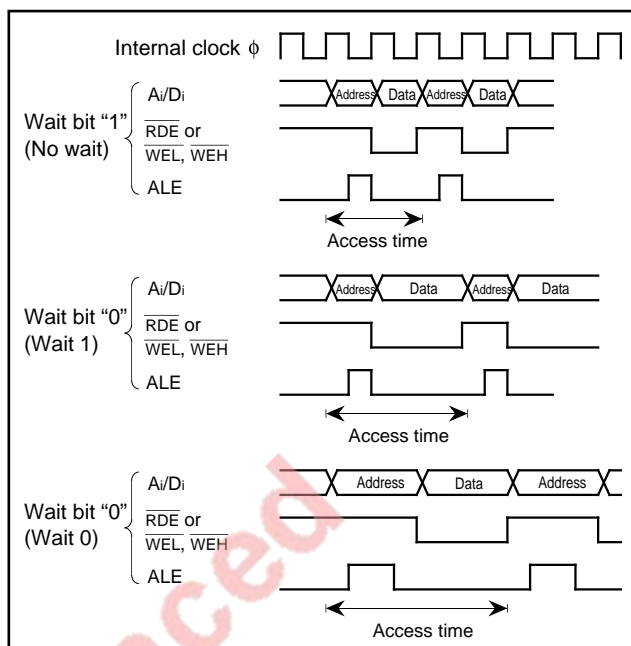 Internal clock ϕ
Wait bit “1”
(No wait)
Ai/Di
RDE or
WEL, WEH
ALE
Address Data Address Data
Access time
Wait bit “0”
(Wait 1)
Ai/Di
RDE or
WEL, WEH
ALE
Address Data Address Data
Access time
Wait bit “0”
(Wait 0)
Ai/Di
RDE or
WEL, WEH
ALE
Address Data Address
Access time